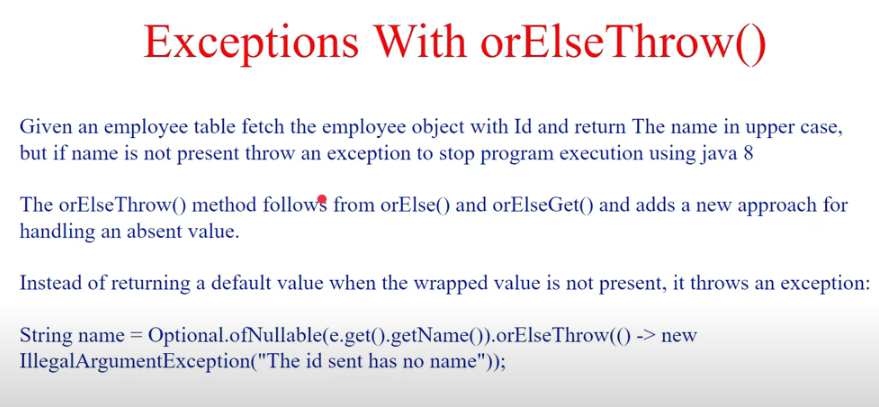 Exceptions With orElseThrow()
Given an employee table fetch the employee object with Id and return The name in upper case,
but if name is not present throw an exception to stop program execution using java 8
The orElseThrow() method follows from orElse() and orElseGet() and adds a new approach for
handling an absent value.
Instead of returning a default value when the wrapped value is not present, it throws an exception:
String name = Optional.ofNullable(e.get().getName()).orElseThrow(() -> new
IllegalArgumentException("The id sent has no name"));